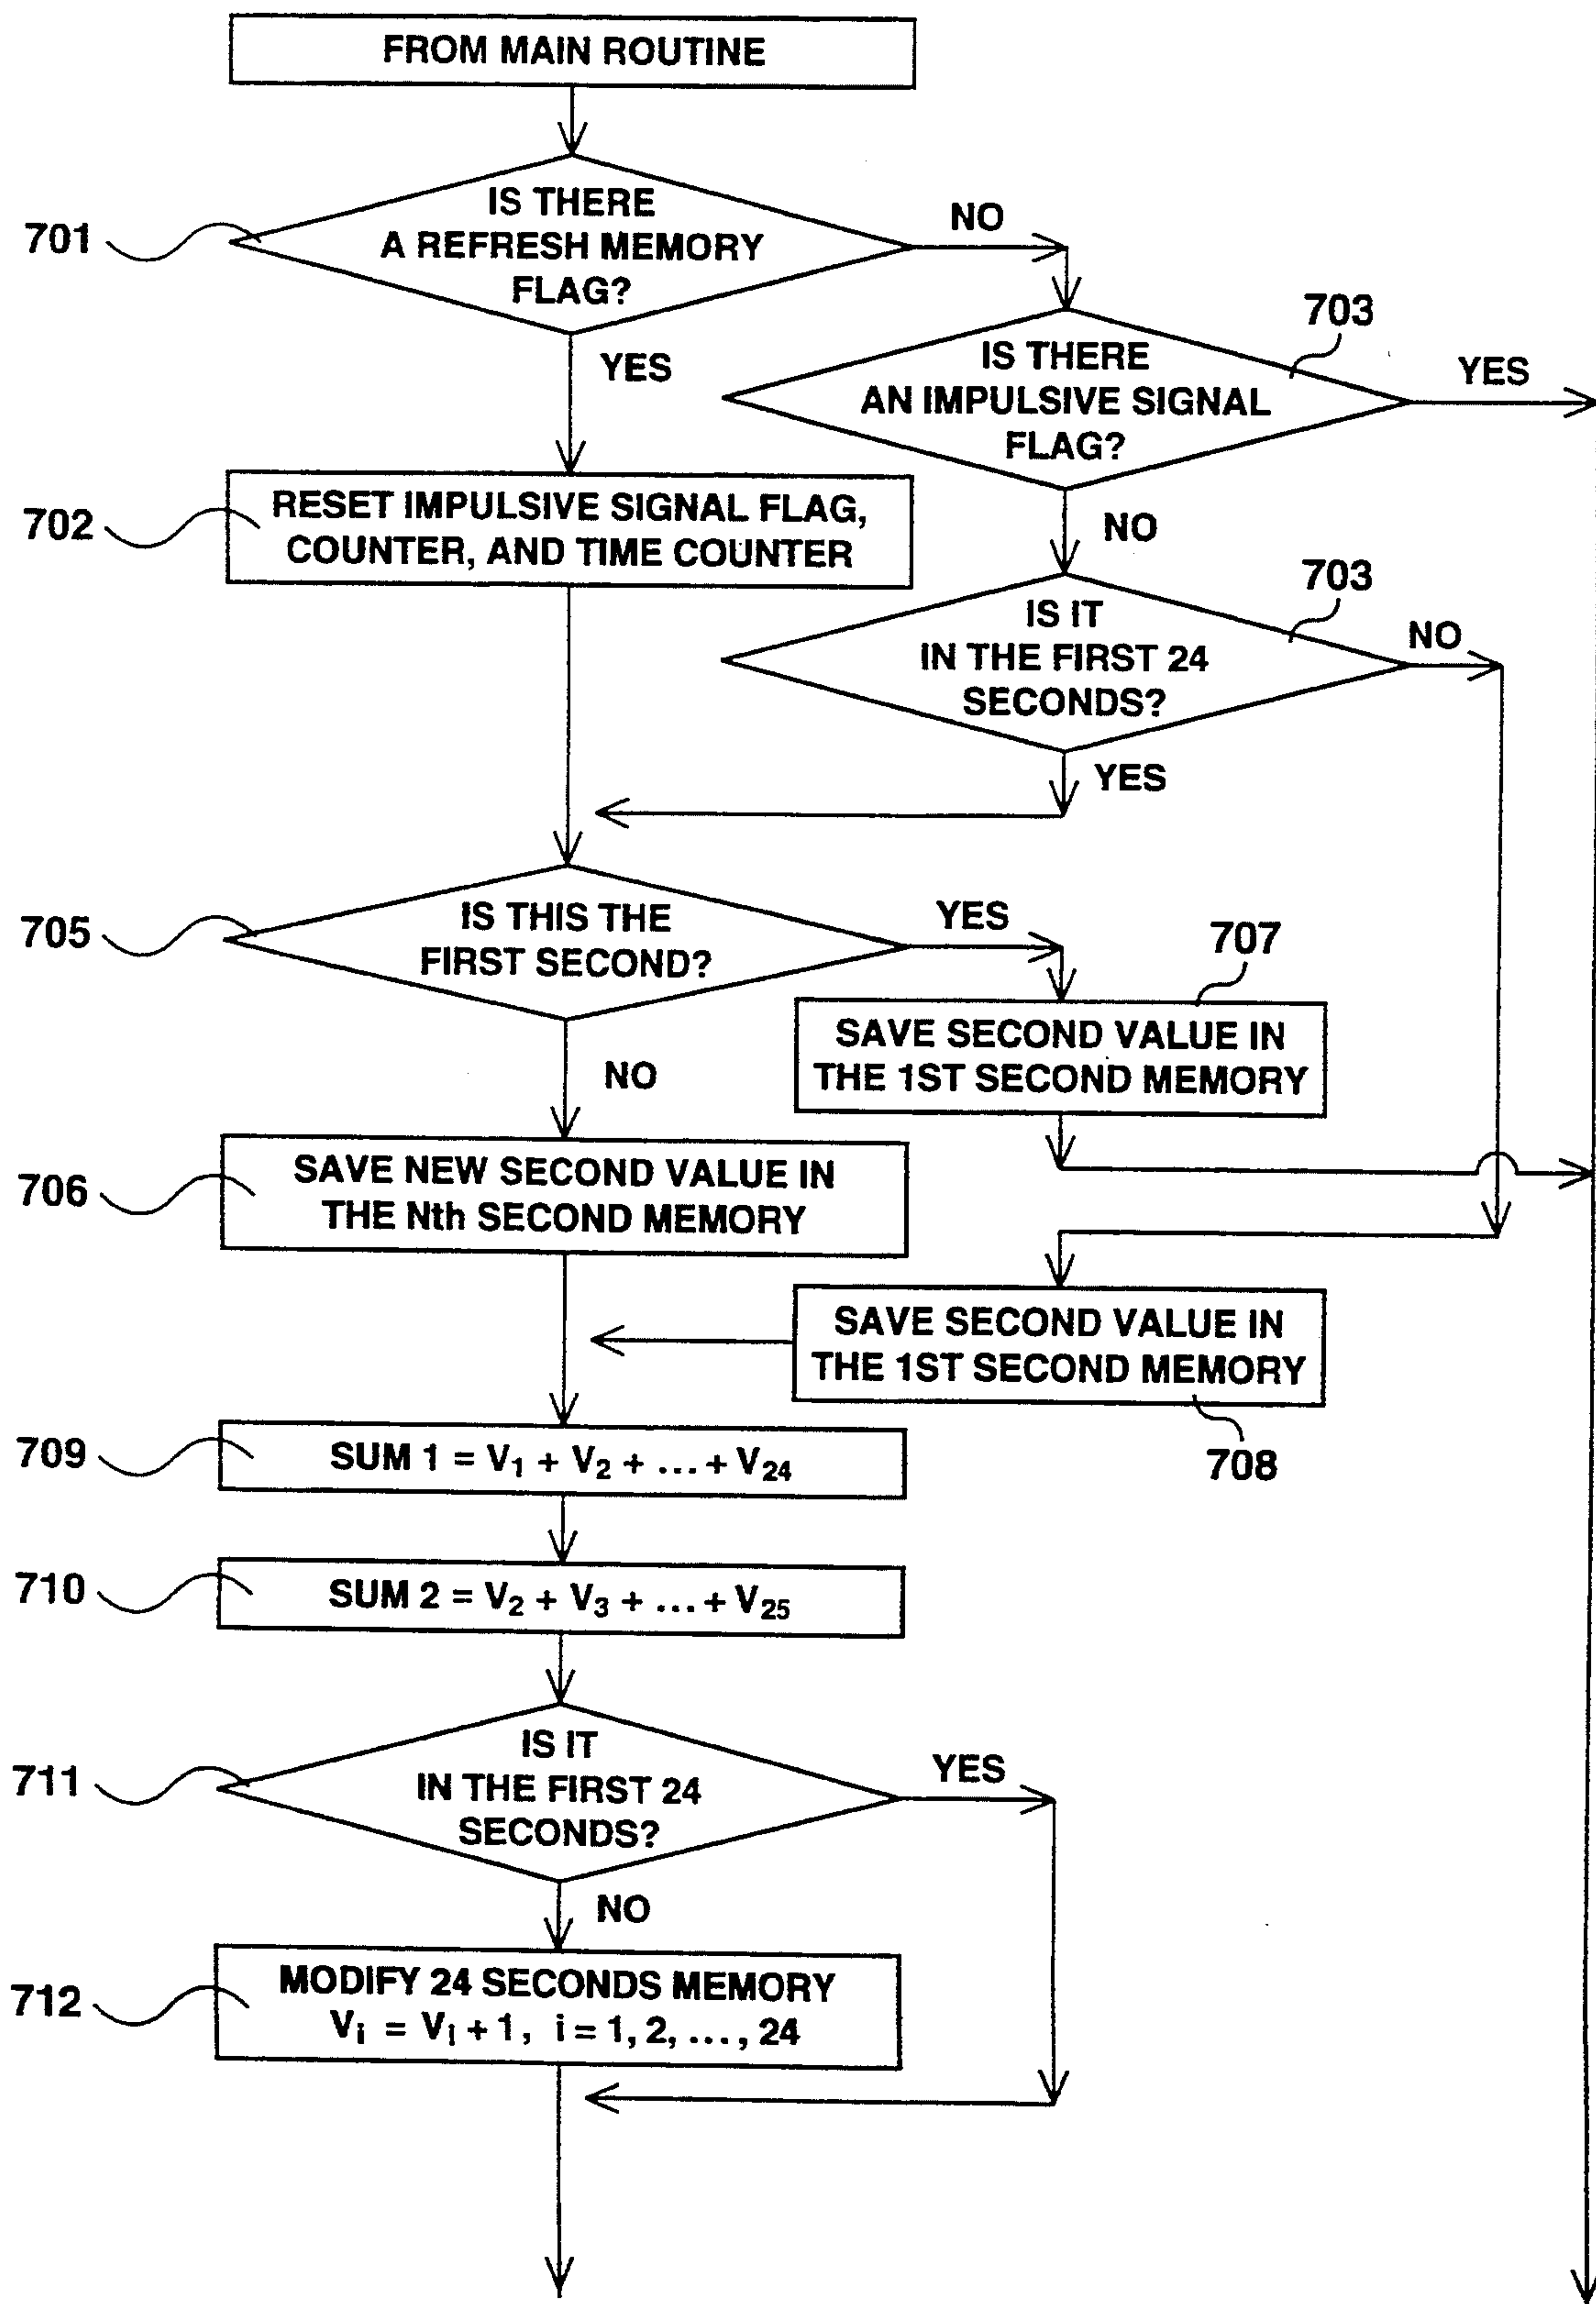 FROM MAIN ROUTINE
701
IS THERE
A REFRESH MEMORY
FLAG?
NO
YES
703
IS THERE
AN IMPULSIVE SIGNAL
FLAG?
YES
NO
702
RESET IMPULSIVE SIGNAL FLAG,
COUNTER, AND TIME COUNTER
703
IS IT
IN THE FIRST 24
SECONDS?
NO
YES
705
IS THIS THE
FIRST SECOND?
YES
NO
707
SAVE SECOND VALUE IN
THE 1ST SECOND MEMORY
706
SAVE NEW SECOND VALUE IN
THE Nth SECOND MEMORY
SAVE SECOND VALUE IN
THE 1ST SECOND MEMORY
708
709
SUM 1 = V₁ + V₂ + ... + V₂₄
710
SUM 2 = V₂ + V₃ + ... + V₂₅
711
IS IT
IN THE FIRST 24
SECONDS?
YES
NO
712
MODIFY 24 SECONDS MEMORY
Vᵢ = Vᵢ + 1, i = 1, 2, ..., 24